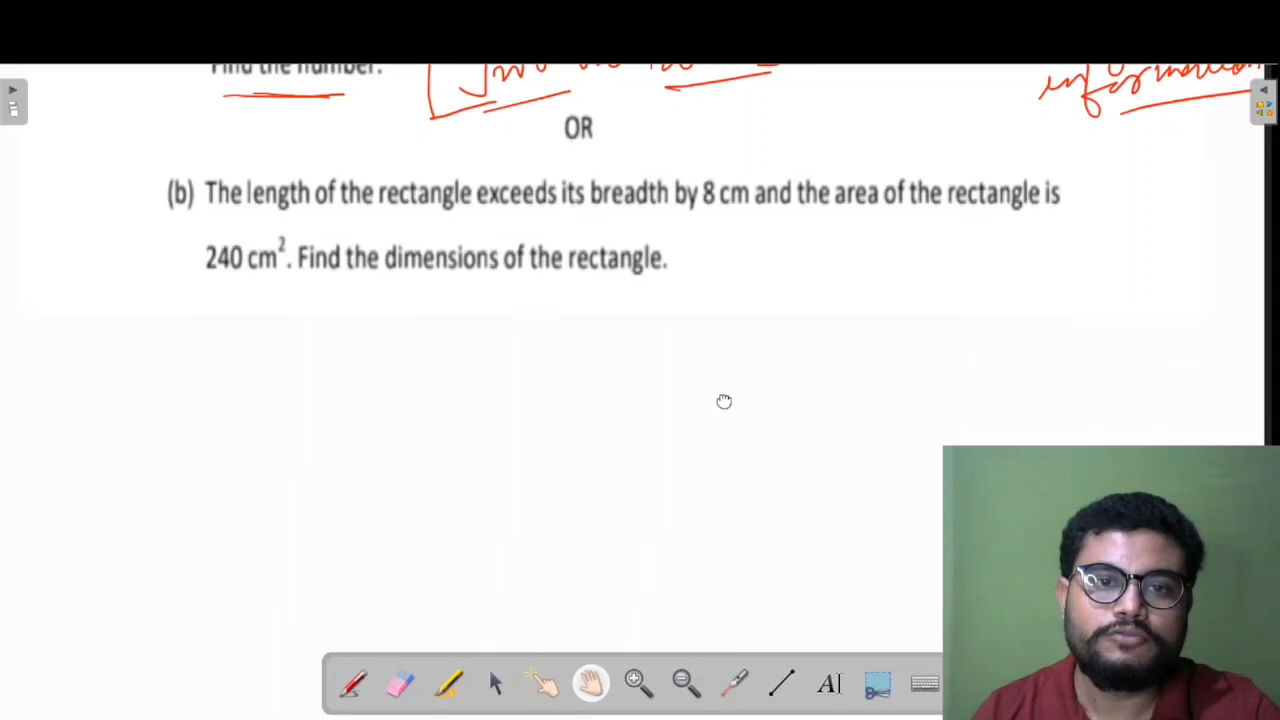 Find the number.
information
OR
(b) The length of the rectangle exceeds its breadth by 8 cm and the area of the rectangle is
240 cm². Find the dimensions of the rectangle.
A